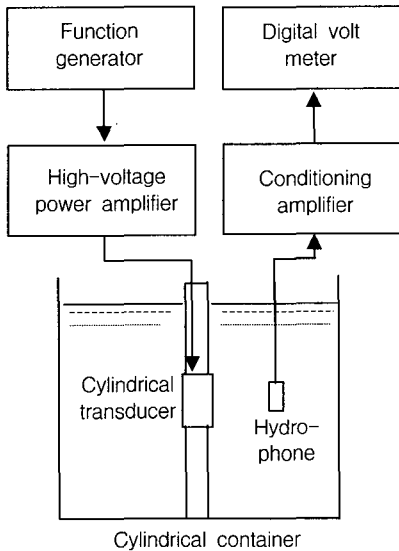 Function
generator
Digital volt
meter
High-voltage
power amplifier
Conditioning
amplifier
Cylindrical
transducer
Hydro-
phone
Cylindrical container